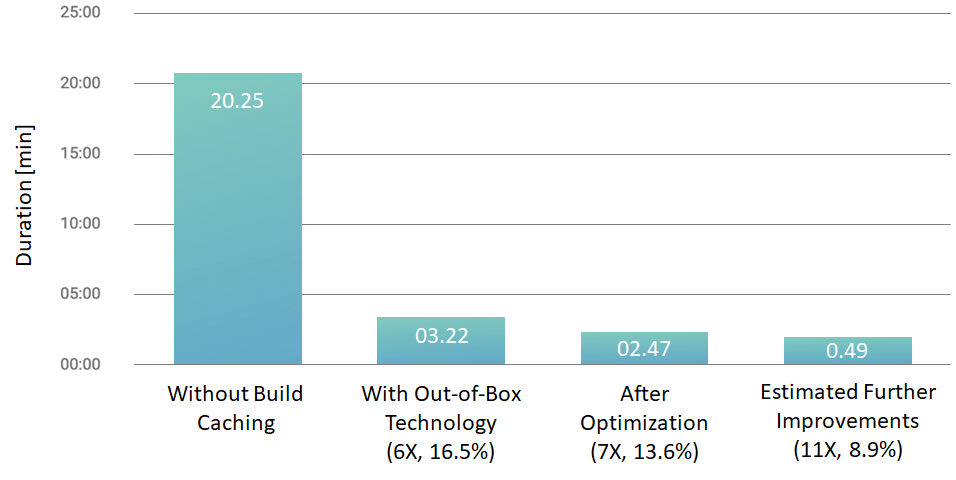 25:00
20:00
15:00
10:00
05:00
00:00
Duration [min]
20.25
03.22
02.47
0.49
Without Build
Caching
With Out-of-Box
Technology
(6X, 16.5%)
After
Optimization
(7X, 13.6%)
Estimated Further
Improvements
(11X, 8.9%)